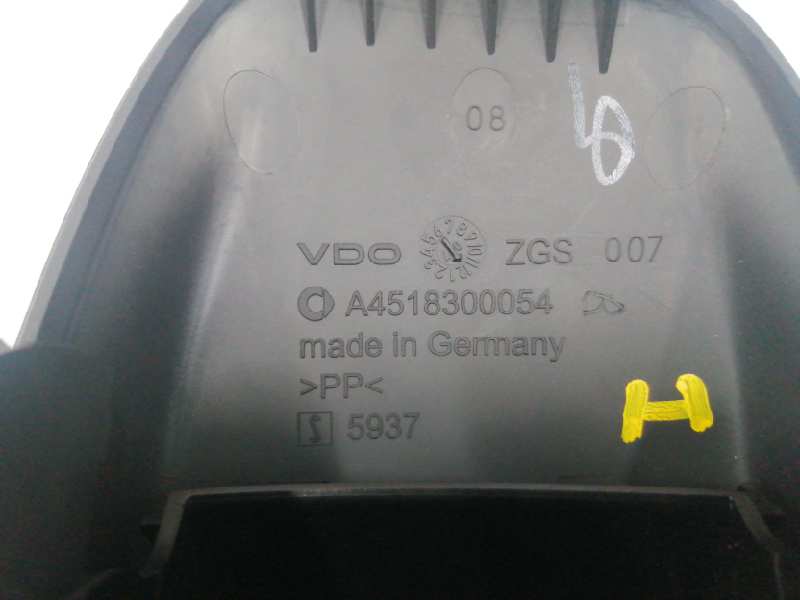 08
VDO ZGS 007
A4518300054
made in Germany
>PP<
5937
H